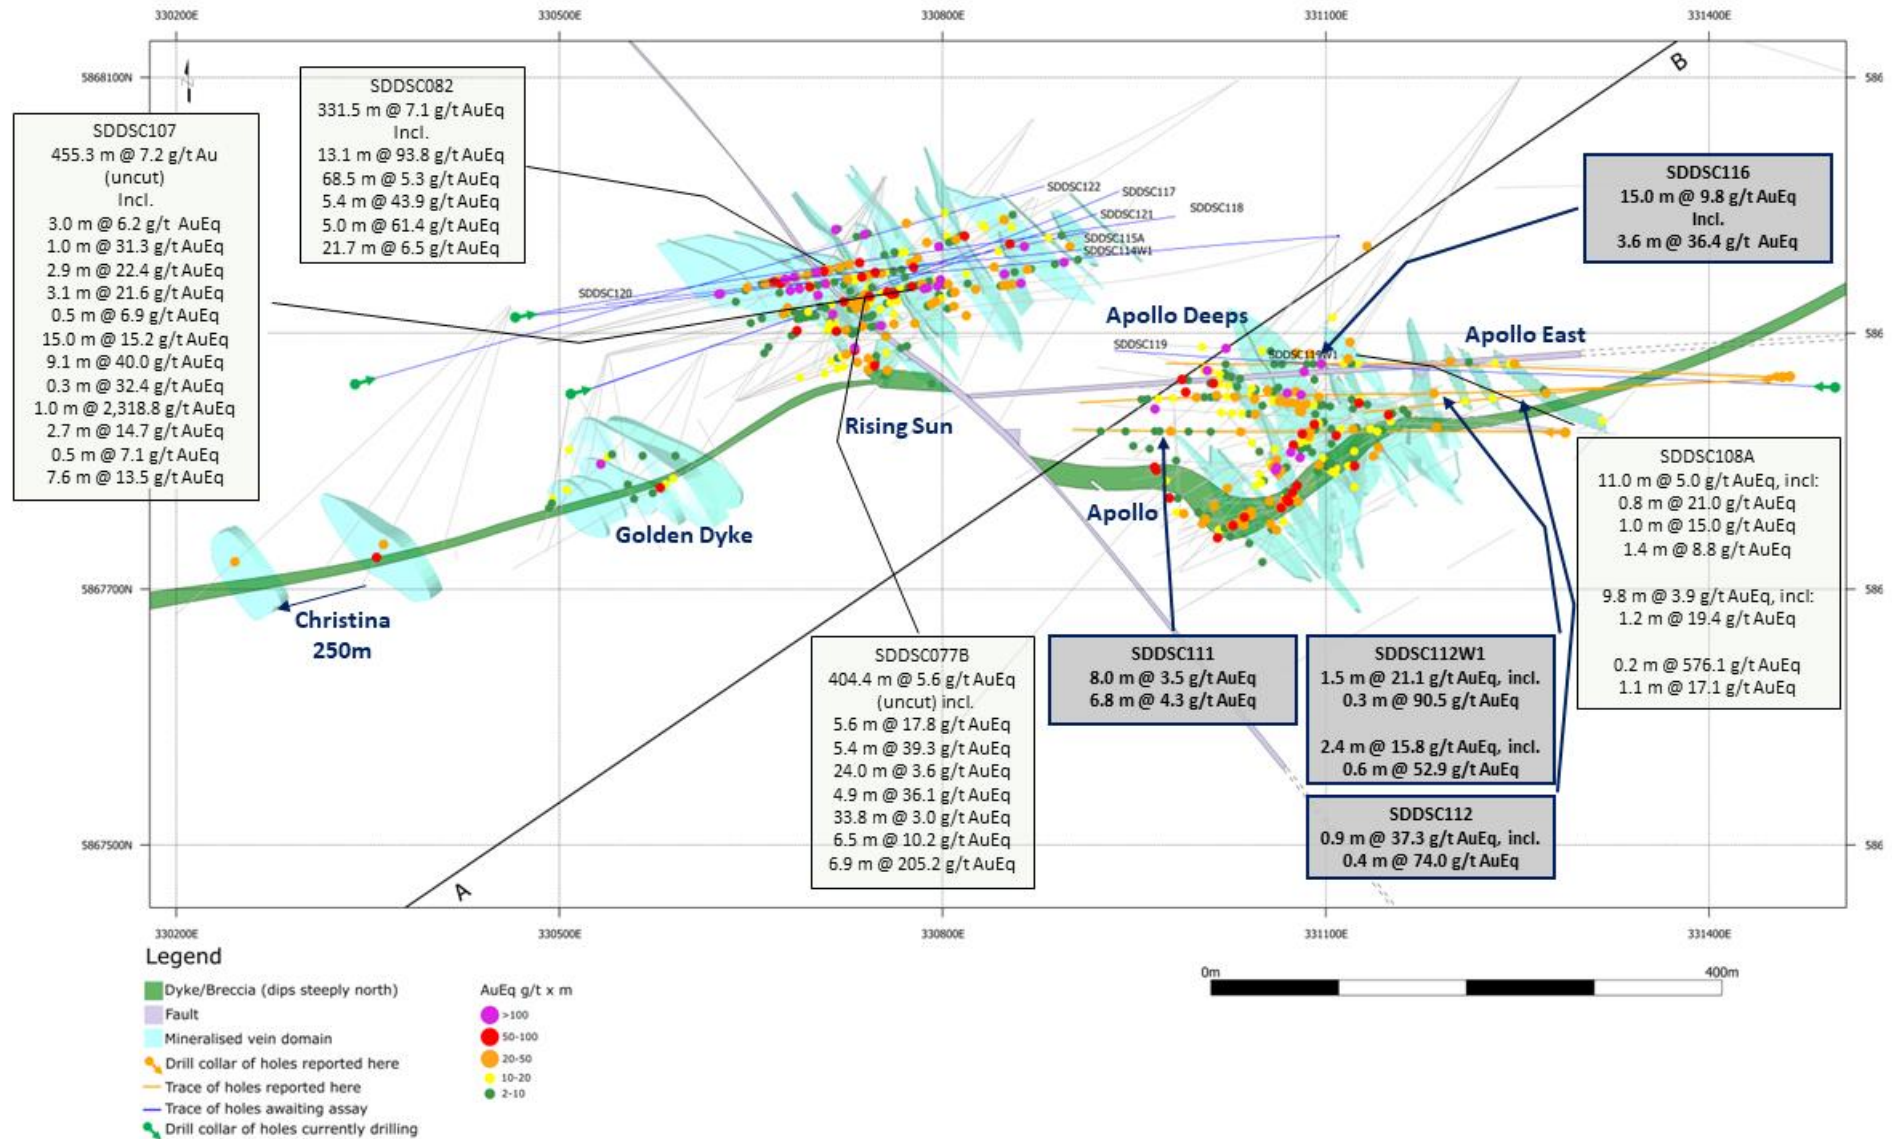 330200E
330500E
330800E
331100E
331400E
5868100N
586
B
SDDSC107
455.3 m @ 7.2 g/t Au
(uncut)
Incl.
3.0 m @ 6.2 g/t AuEq
1.0 m @ 31.3 g/t AuEq
2.9 m @ 22.4 g/t AuEq
3.1 m @ 21.6 g/t AuEq
0.5 m @ 6.9 g/t AuEq
15.0 m @ 15.2 g/t AuEq
9.1 m @ 40.0 g/t AuEq
0.3 m @ 32.4 g/t AuEq
1.0 m @ 2,318.8 g/t AuEq
2.7 m @ 14.7 g/t AuEq
0.5 m @ 7.1 g/t AuEq
7.6 m @ 13.5 g/t AuEq
SDDSC082
331.5 m @ 7.1 g/t AuEq
Incl.
13.1 m @ 93.8 g/t AuEq
68.5 m @ 5.3 g/t AuEq
5.4 m @ 43.9 g/t AuEq
5.0 m @ 61.4 g/t AuEq
21.7 m @ 6.5 g/t AuEq
SDDSC116
15.0 m @ 9.8 g/t AuEq
Incl.
3.6 m @ 36.4 g/t AuEq
SDDSC122
SDDSC117
SDDSC121
SDDSC118
SDDSC115A
SDDSC114W1
SDDSC120
Apollo Deeps
Apollo East
586
SDDSC119
SDDSC119W1
Rising Sun
Apollo
Golden Dyke
Christina
250m
5867700N
586
SDDSC108A
11.0 m @ 5.0 g/t AuEq, incl:
0.8 m @ 21.0 g/t AuEq
1.0 m @ 15.0 g/t AuEq
1.4 m @ 8.8 g/t AuEq
9.8 m @ 3.9 g/t AuEq, incl:
1.2 m @ 19.4 g/t AuEq
0.2 m @ 576.1 g/t AuEq
1.1 m @ 17.1 g/t AuEq
SDDSC077B
404.4 m @ 5.6 g/t AuEq
(uncut) incl.
5.6 m @ 17.8 g/t AuEq
5.4 m @ 39.3 g/t AuEq
24.0 m @ 3.6 g/t AuEq
4.9 m @ 36.1 g/t AuEq
33.8 m @ 3.0 g/t AuEq
6.5 m @ 10.2 g/t AuEq
6.9 m @ 205.2 g/t AuEq
SDDSC111
8.0 m @ 3.5 g/t AuEq
6.8 m @ 4.3 g/t AuEq
SDDSC112W1
1.5 m @ 21.1 g/t AuEq, incl.
0.3 m @ 90.5 g/t AuEq
2.4 m @ 15.8 g/t AuEq, incl.
0.6 m @ 52.9 g/t AuEq
SDDSC112
0.9 m @ 37.3 g/t AuEq, incl.
0.4 m @ 74.0 g/t AuEq
5867500N
586
A
330200E
330500E
330800E
331100E
331400E
Legend
Dyke/Breccia (dips steeply north)
Fault
Mineralised vein domain
Drill collar of holes reported here
Trace of holes reported here
Trace of holes awaiting assay
Drill collar of holes currently drilling
AuEq g/t x m
>100
50-100
20-50
10-20
2-10
0m
400m